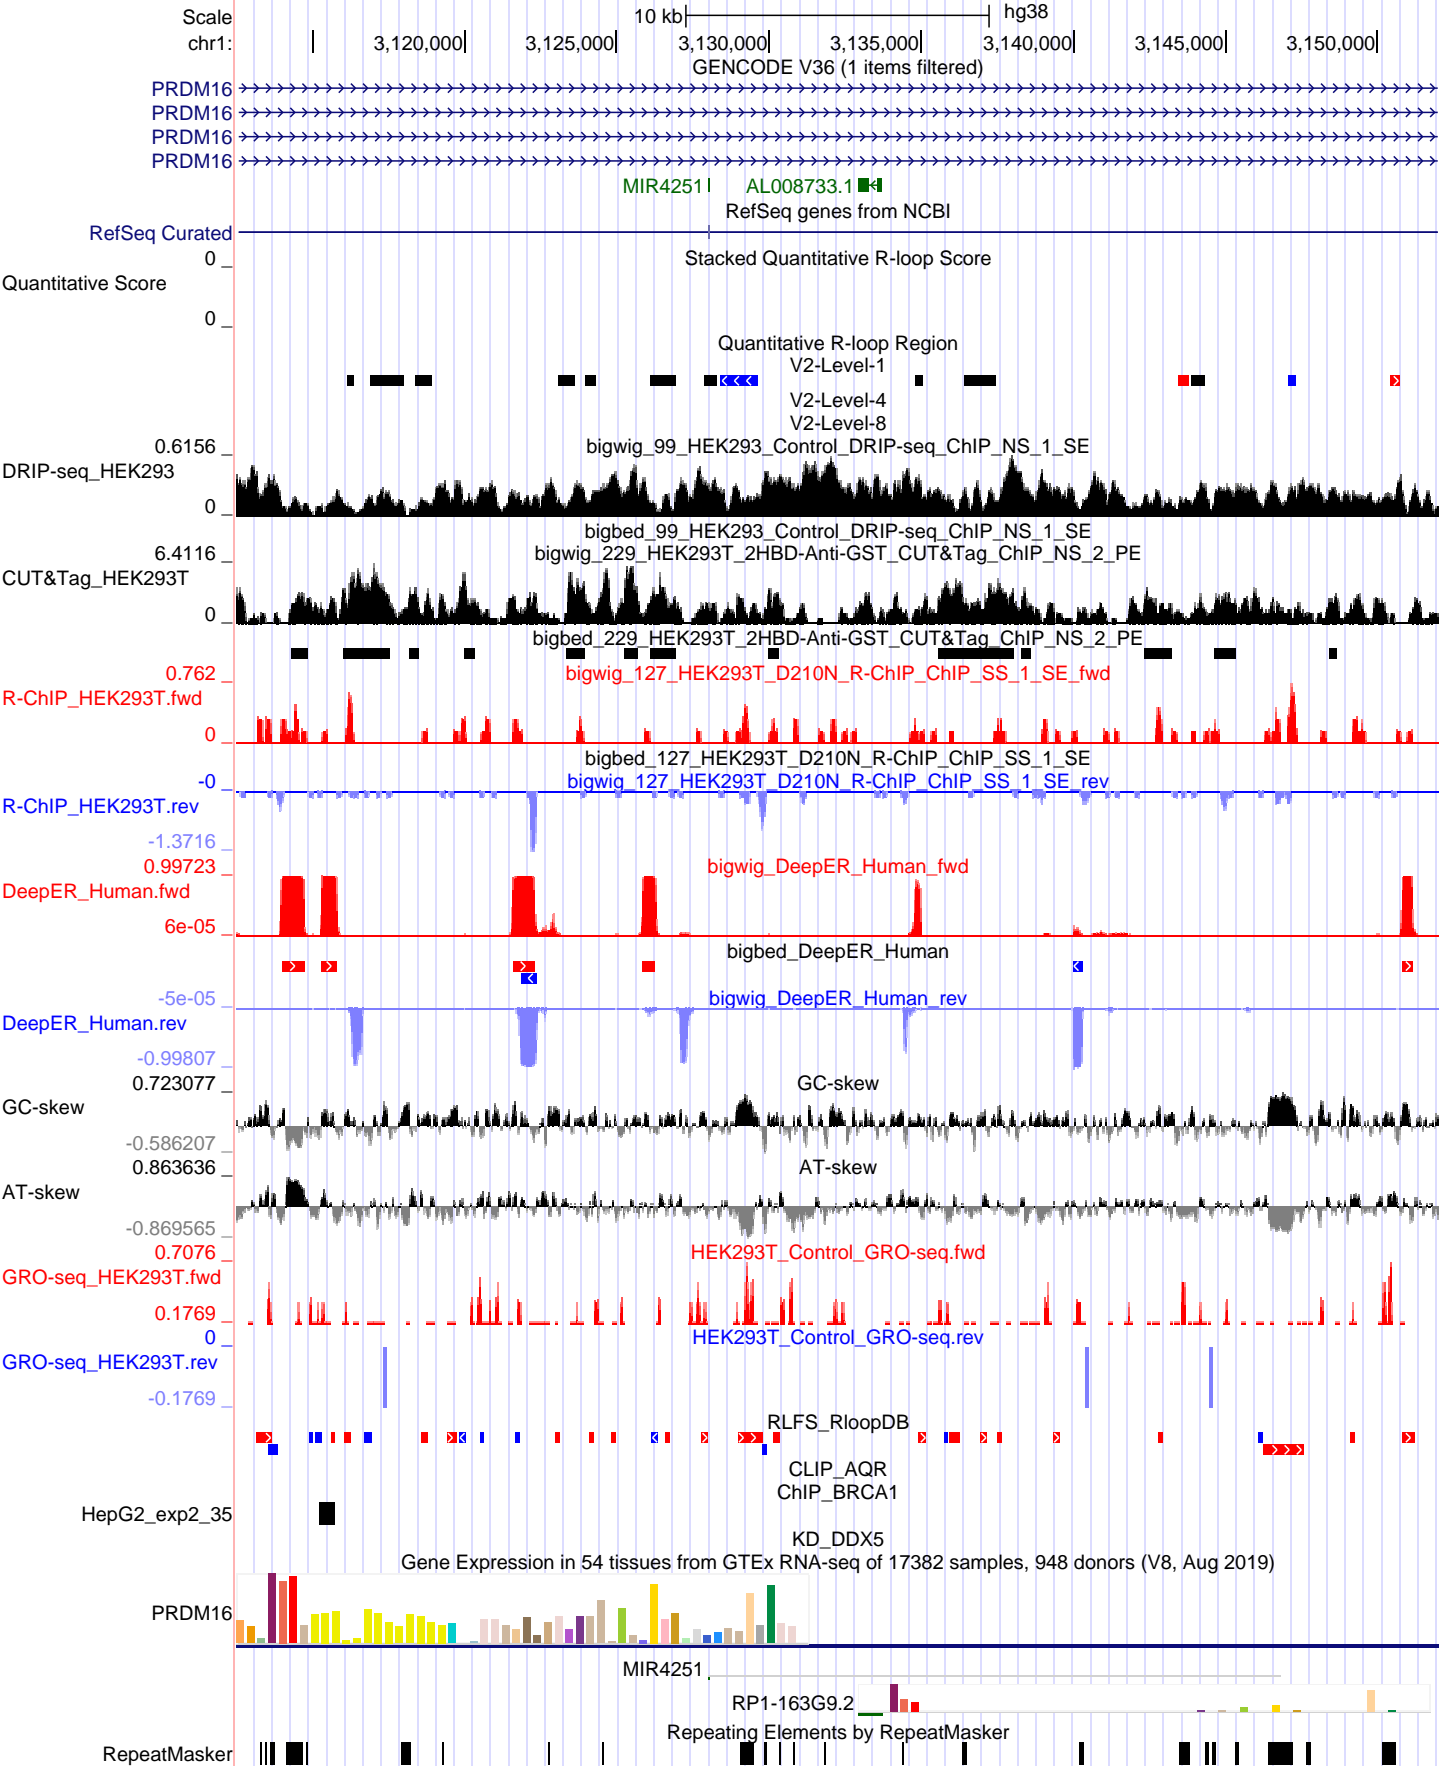 Scale 10 kb hg38
chr1: 3,120,000 3,125,000 3,130,000 3,135,000 3,140,000 3,145,000 3,150,000
GENCODE V36 (1 items filtered)
PRDM16
PRDM16
PRDM16
PRDM16
MIR4251 AL008733.1
RefSeq genes from NCBI
RefSeq Curated
0 Stacked Quantitative R-loop Score
Quantitative Score
0
Quantitative R-loop Region
V2-Level-1
V2-Level-4
V2-Level-8
0.6156 bigwig_99_HEK293_Control_DRIP-seq_ChIP_NS_1_SE
DRIP-seq_HEK293
0
bigbed_99_HEK293_Control_DRIP-seq_ChIP_NS_1_SE
6.4116 bigwig_229_HEK293T_2HBD-Anti-GST_CUT&Tag_ChIP_NS_2_PE
CUT&Tag_HEK293T
0
bigbed_229_HEK293T_2HBD-Anti-GST_CUT&Tag_ChIP_NS_2_PE
0.762 bigwig_127_HEK293T_D210N_R-ChIP_ChIP_SS_1_SE_fwd
R-ChIP_HEK293T.fwd
0
bigbed_127_HEK293T_D210N_R-ChIP_ChIP_SS_1_SE
-0 bigwig_127_HEK293T_D210N_R-ChIP_ChIP_SS_1_SE_rev
R-ChIP_HEK293T.rev
-1.3716
0.99723 bigwig_DeepER_Human_fwd
DeepER_Human.fwd
6e-05
bigbed_DeepER_Human
-5e-05 bigwig_DeepER_Human_rev
DeepER_Human.rev
-0.99807
0.723077 GC-skew
GC-skew
-0.586207
0.863636 AT-skew
AT-skew
-0.869565
0.7076 HEK293T_Control_GRO-seq.fwd
GRO-seq_HEK293T.fwd
0.1769
0 HEK293T_Control_GRO-seq.rev
GRO-seq_HEK293T.rev
-0.1769
RLFS_RloopDB
CLIP_AQR
ChIP_BRCA1
HepG2_exp2_35
KD_DDX5
Gene Expression in 54 tissues from GTEx RNA-seq of 17382 samples, 948 donors (V8, Aug 2019)
PRDM16
MIR4251
RP1-163G9.2
Repeating Elements by RepeatMasker
RepeatMasker